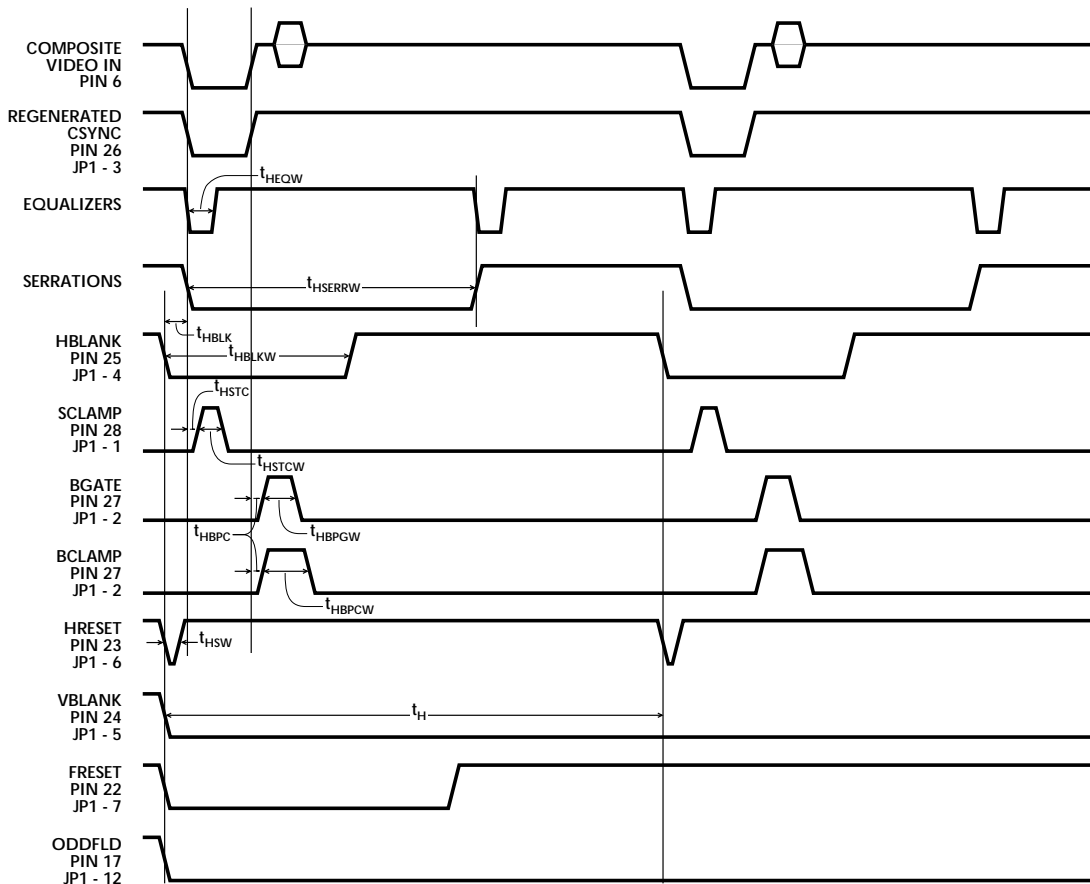 COMPOSITE
VIDEO IN
PIN 6
REGENERATED
CSYNC
PIN 26
JP1 - 3
tHEQW
EQUALIZERS
SERRATIONS
tHSERRW
tHBLK
HBLANK
PIN 25
JP1 - 4
tHBLKW
tHSTC
SCLAMP
PIN 28
JP1 - 1
tHSTCW
BGATE
PIN 27
JP1 - 2
tHBPC
tHBPGW
BCLAMP
PIN 27
JP1 - 2
tHBPCW
HRESET
PIN 23
JP1 - 6
tHSW
VBLANK
PIN 24
JP1 - 5
tH
FRESET
PIN 22
JP1 - 7
ODDFLD
PIN 17
JP1 - 12